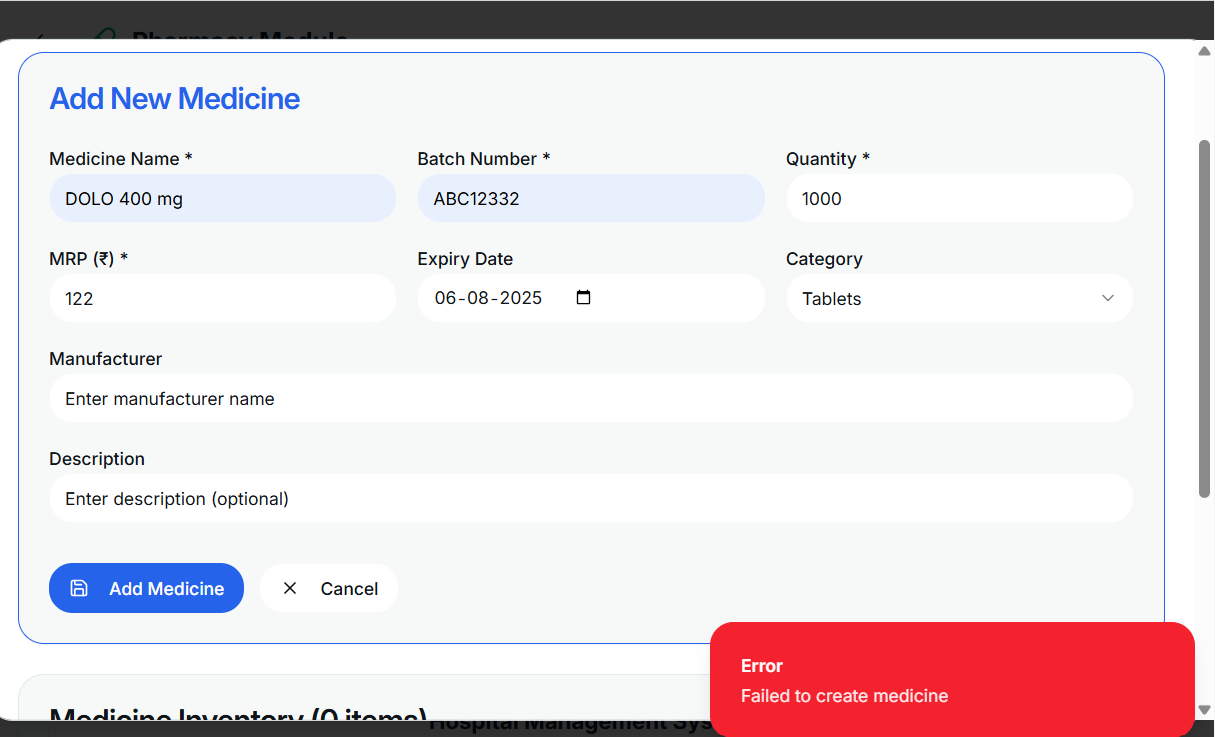 Pharmacy Module
Add New Medicine
Medicine Name * Batch Number * Quantity *
DOLO 400 mg ABC12332 1000
MRP (₹) * Expiry Date Category
122 06-08-2025 Tablets
Manufacturer
Enter manufacturer name
Description
Enter description (optional)
Add Medicine Cancel
Error
Failed to create medicine
Medicine Inventory (0 items)
Hospital Management